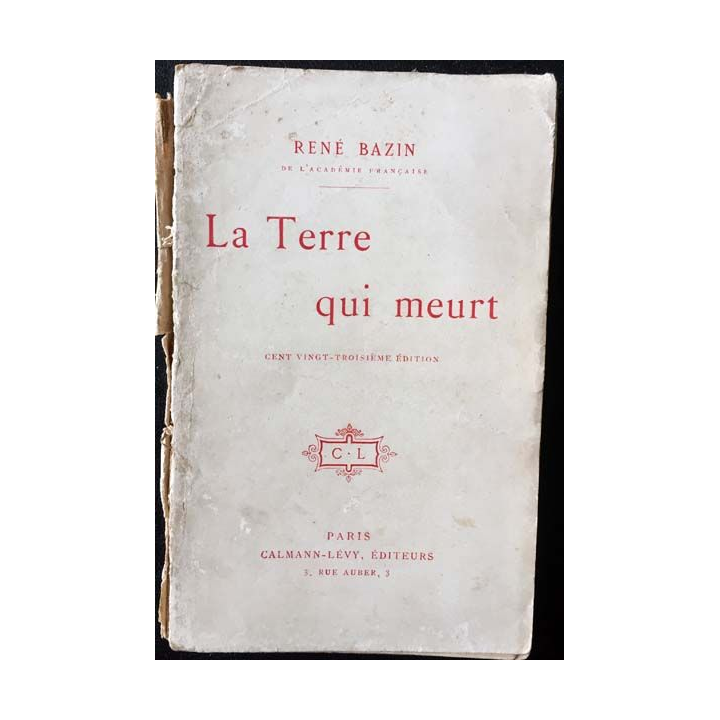 RENÉ BAZIN
DE L'ACADÉMIE FRANÇAISE
La Terre
qui meurt
CENT VINGT-TROISIÈME ÉDITION
C · L
PARIS
CALMANN-LÉVY, ÉDITEURS
3, RUE AUBER, 3